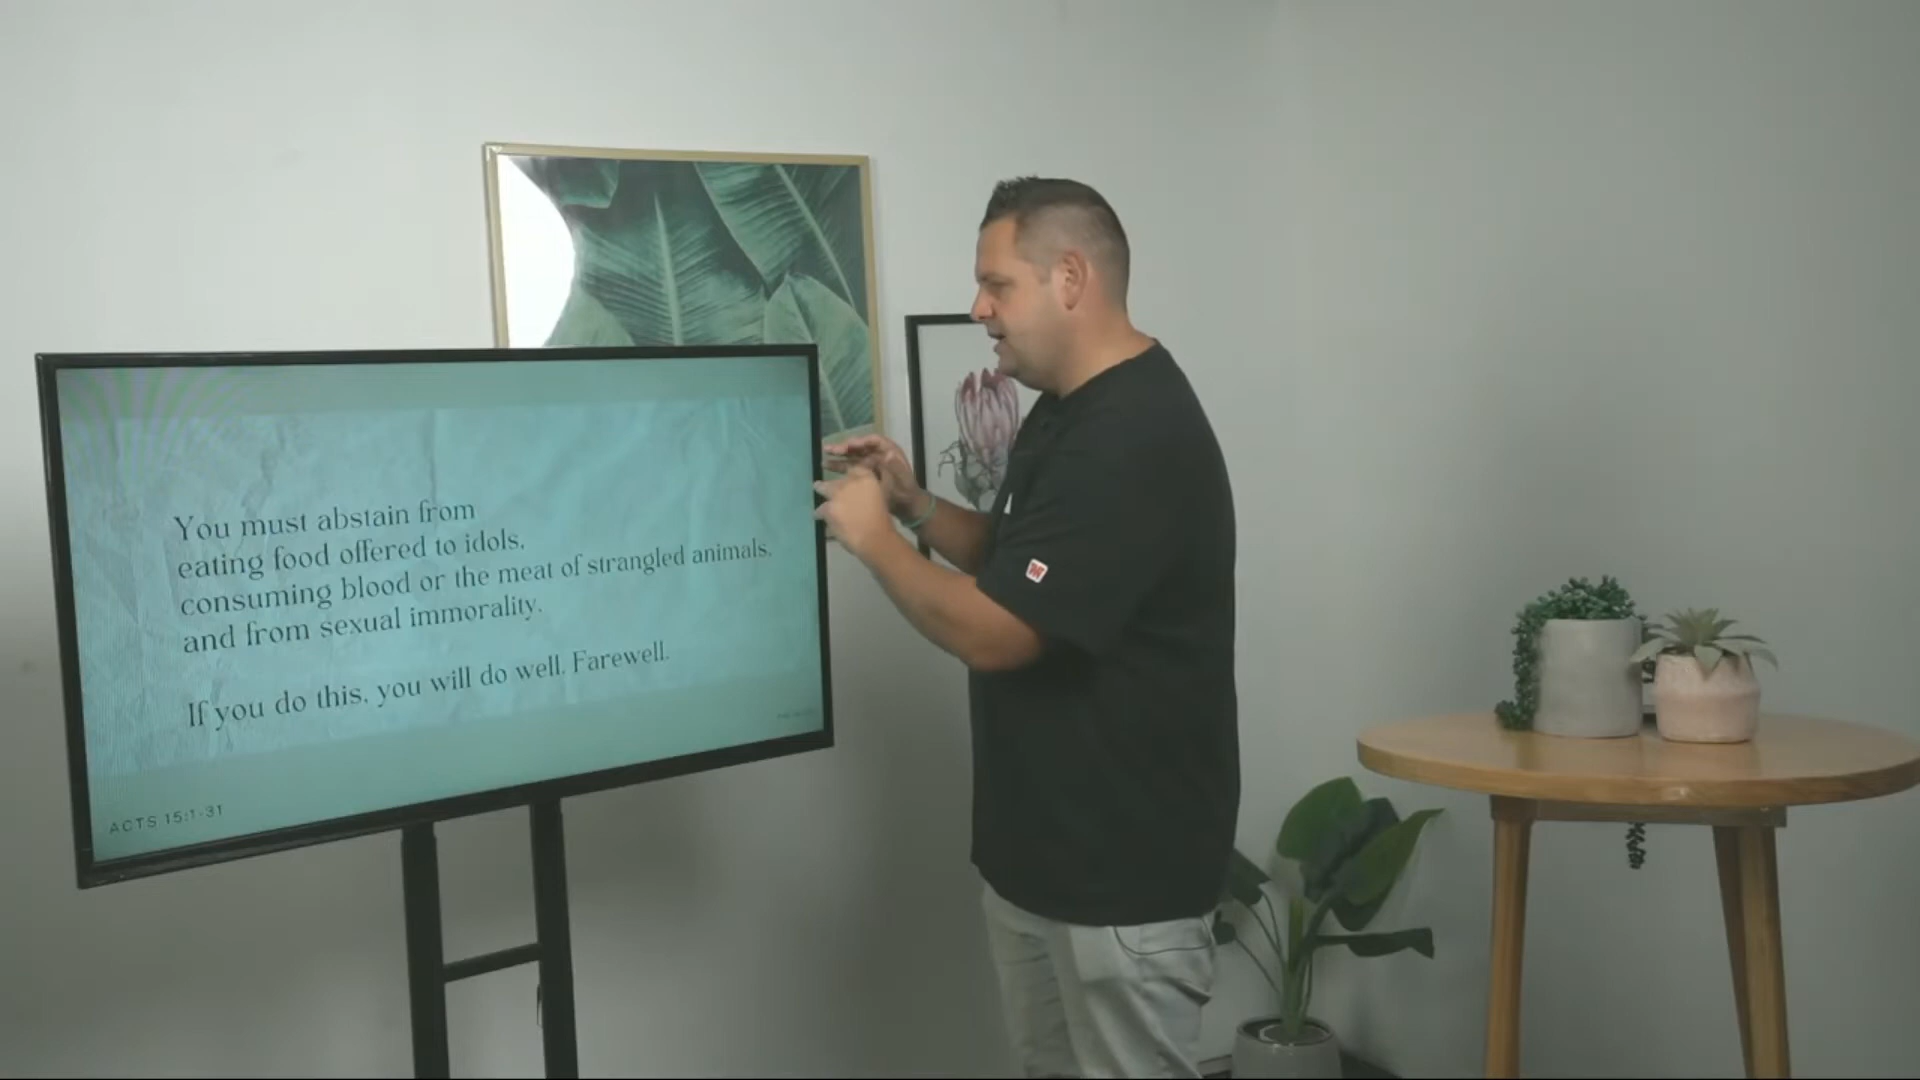 You must abstain from
eating food offered to idols,
consuming blood or the meat of strangled animals,
and from sexual immorality.
If you do this, you will do well. Farewell.
ACTS 15:1-31